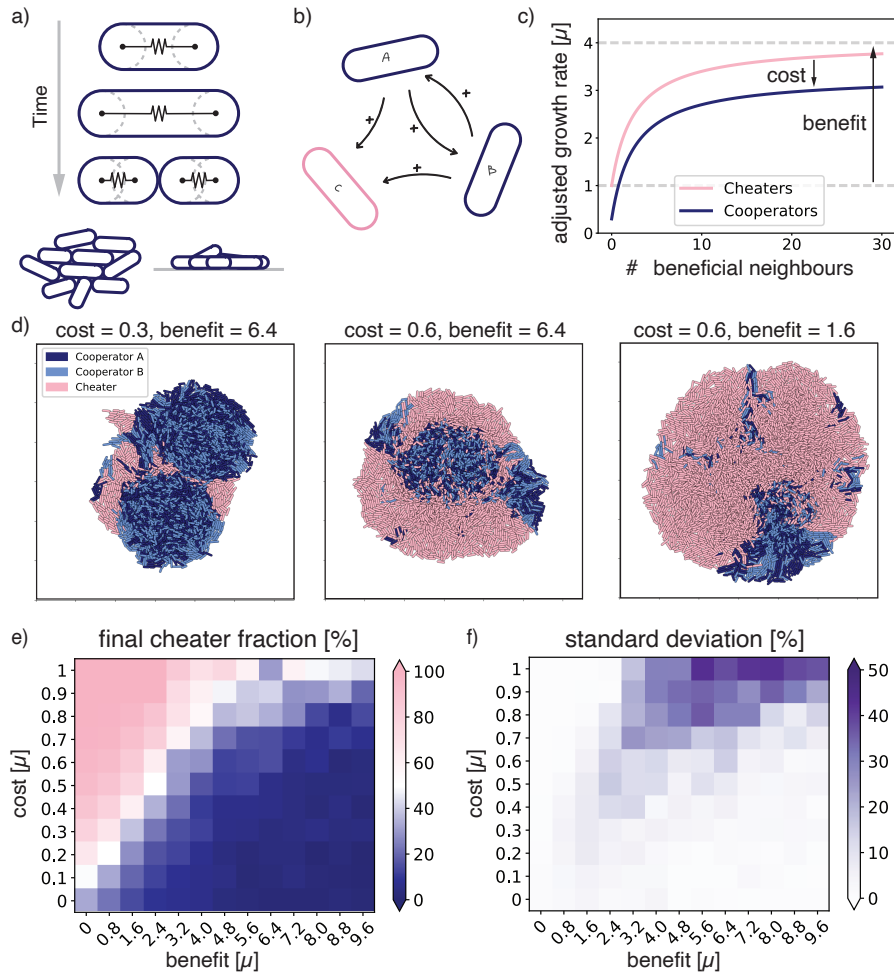 a)
Time
b)
A
+
+
+
+
C
B
c)
adjusted growth rate [μ]
4
3
2
1
0
cost
benefit
Cheaters
Cooperators
0 10 20 30
# beneficial neighbours
d)
cost = 0.3, benefit = 6.4
cost = 0.6, benefit = 6.4
cost = 0.6, benefit = 1.6
Cooperator A
Cooperator B
Cheater
e)
final cheater fraction [%]
cost [μ]
1
0.9
0.8
0.7
0.6
0.5
0.4
0.3
0.2
0.1
0
0 0.8 1.6 2.4 3.2 4.0 4.8 5.6 6.4 7.2 8.0 8.8 9.6
benefit [μ]
100
80
60
40
20
0
f)
standard deviation [%]
cost [μ]
1
0.9
0.8
0.7
0.6
0.5
0.4
0.3
0.2
0.1
0
0 0.8 1.6 2.4 3.2 4.0 4.8 5.6 6.4 7.2 8.0 8.8 9.6
benefit [μ]
50
40
30
20
10
0